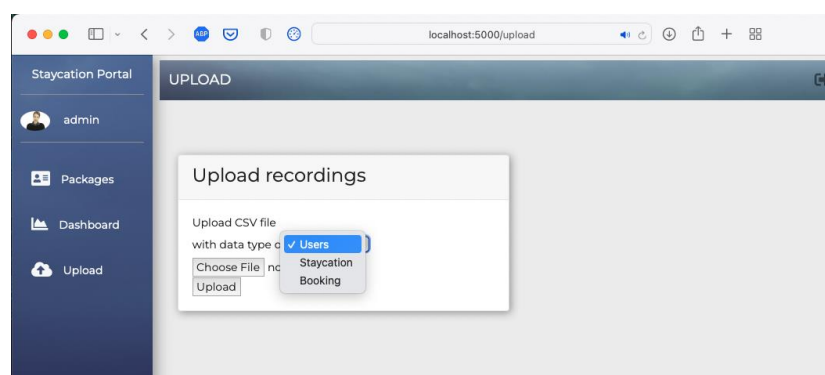 localhost:5000/upload
Staycation Portal
UPLOAD
admin
Packages
Dashboard
Upload
Upload recordings
Upload CSV file
with data type
✓ Users
Staycation
Booking
Choose File
Upload